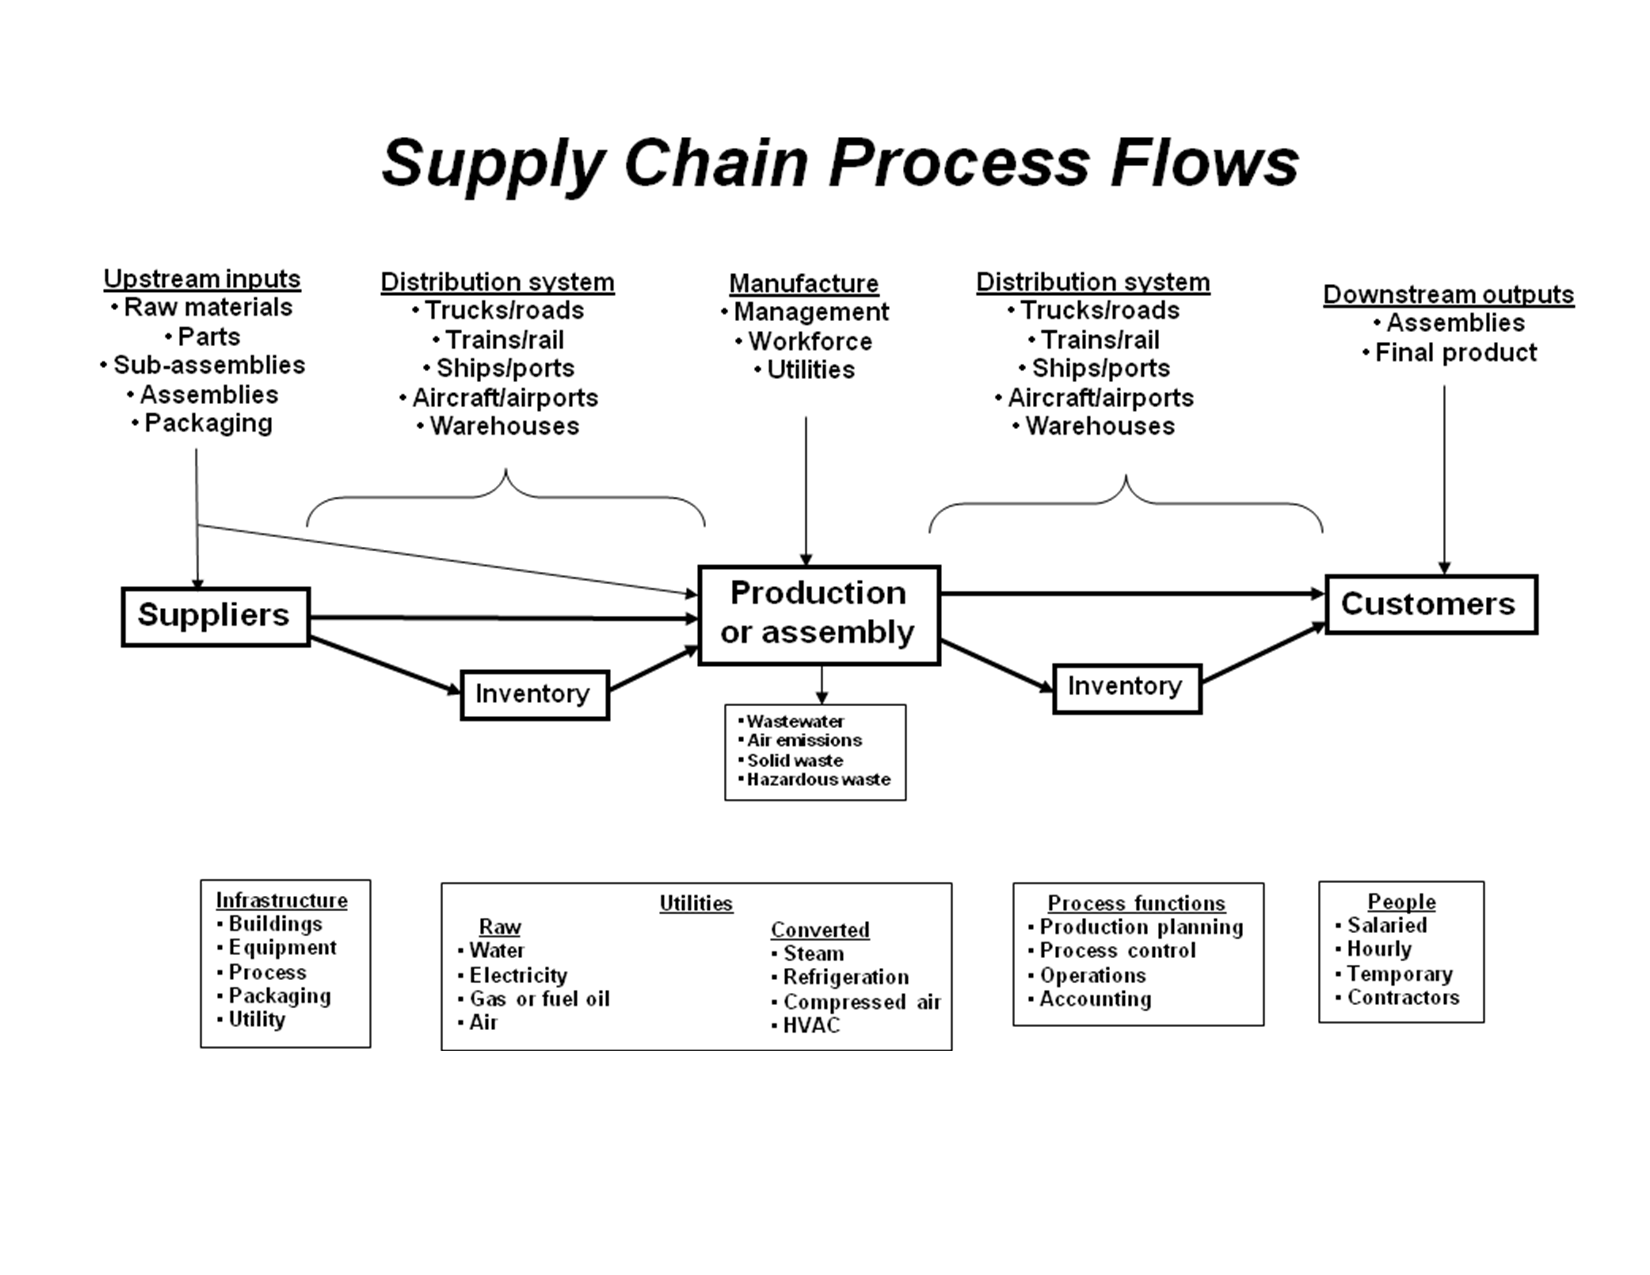 Supply Chain Process Flows
Upstream inputs
• Raw materials
• Parts
• Sub-assemblies
• Assemblies
• Packaging
Distribution system
• Trucks/roads
• Trains/rail
• Ships/ports
• Aircraft/airports
• Warehouses
Manufacture
• Management
• Workforce
• Utilities
Distribution system
• Trucks/roads
• Trains/rail
• Ships/ports
• Aircraft/airports
• Warehouses
Downstream outputs
• Assemblies
• Final product
Suppliers
Inventory
Production
or assembly
Inventory
Customers
▪ Wastewater
▪ Air emissions
▪ Solid waste
▪ Hazardous waste
Infrastructure
▪ Buildings
▪ Equipment
▪ Process
▪ Packaging
▪ Utility
Utilities
Raw
▪ Water
▪ Electricity
▪ Gas or fuel oil
▪ Air
Converted
▪ Steam
▪ Refrigeration
▪ Compressed air
▪ HVAC
Process functions
▪ Production planning
▪ Process control
▪ Operations
▪ Accounting
People
▪ Salaried
▪ Hourly
▪ Temporary
▪ Contractors